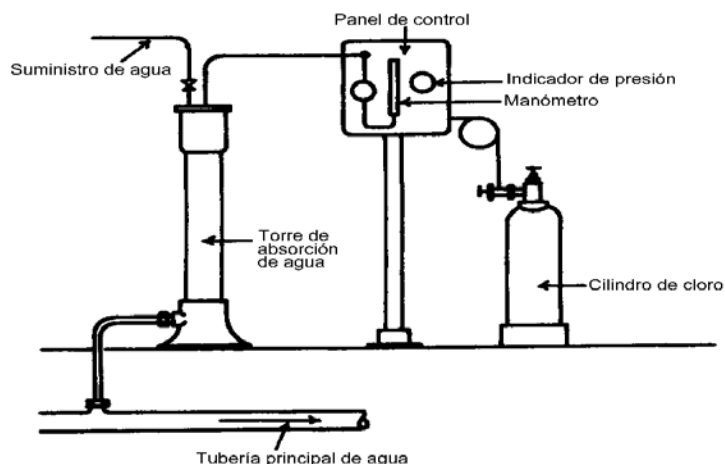 Panel de control
Suministro de agua
Indicador de presión
Manómetro
Torre de
absorción
de agua
Cilindro de cloro
Tubería principal de agua